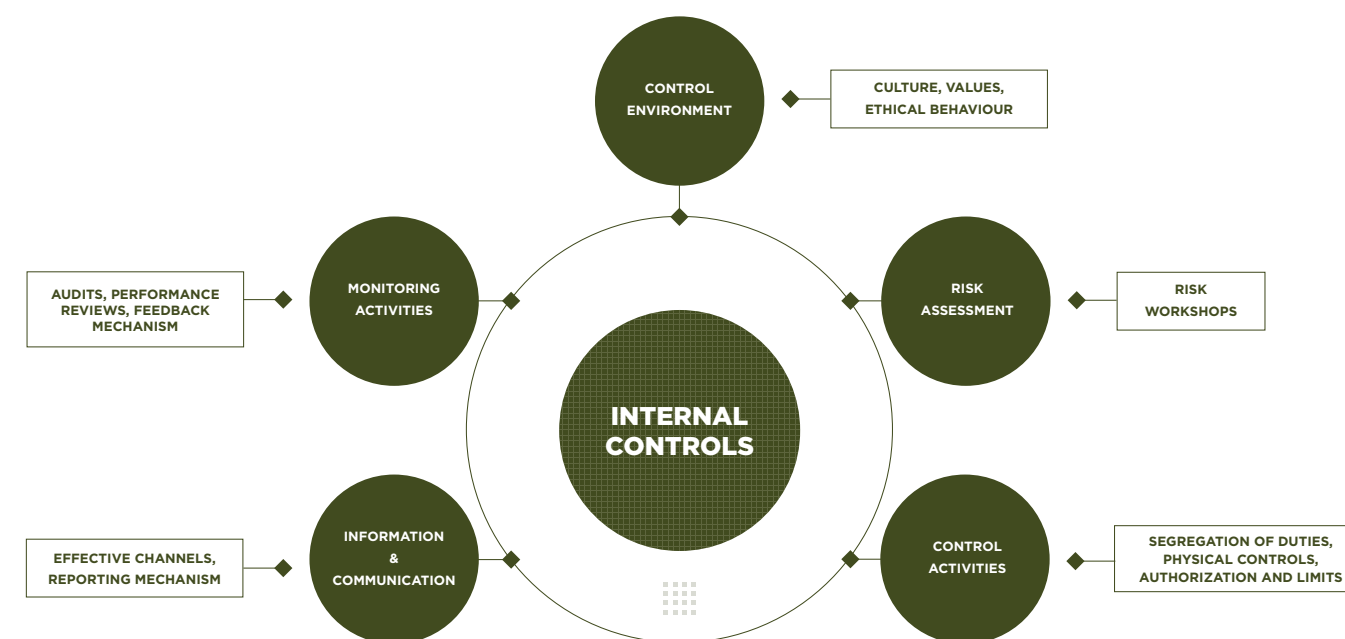 CONTROL
ENVIRONMENT
CULTURE, VALUES,
ETHICAL BEHAVIOUR
MONITORING
ACTIVITIES
AUDITS, PERFORMANCE
REVIEWS, FEEDBACK
MECHANISM
RISK
ASSESSMENT
RISK
WORKSHOPS
INTERNAL
CONTROLS
INFORMATION
&
COMMUNICATION
EFFECTIVE CHANNELS,
REPORTING MECHANISM
CONTROL
ACTIVITIES
SEGREGATION OF DUTIES,
PHYSICAL CONTROLS,
AUTHORIZATION AND LIMITS